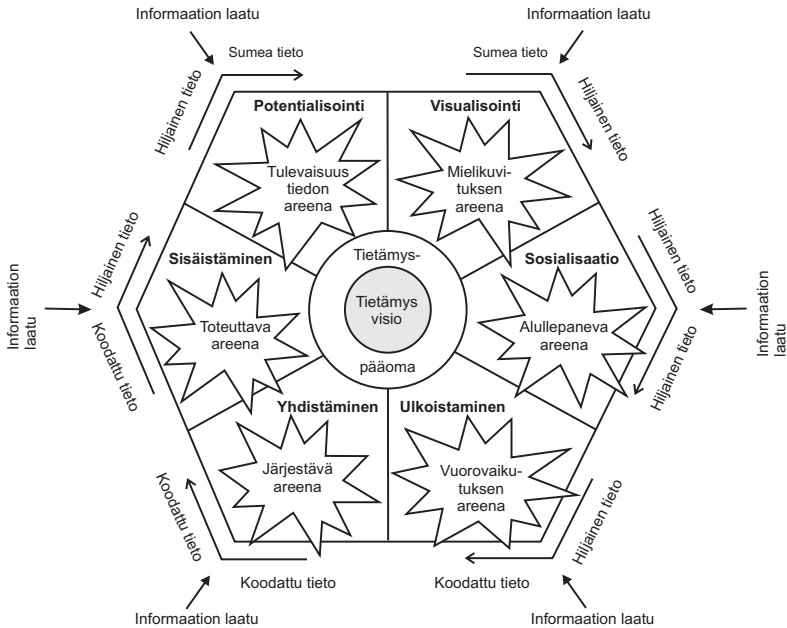 Informaation laatu
Informaation laatu
Sumea tieto
Sumea tieto
Hiljainen tieto
Hiljainen tieto
Potentialisointi
Visualisointi
Tulevaisuus
tiedon
areena
Mielikuvi-
tuksen
areena
Hiljainen tieto
Hiljainen tieto
Sisäistäminen
Tietämys-
Sosialisaatio
Informaation
laatu
Toteuttava
areena
Tietämys
visio
Alullepaneva
areena
Informaation
laatu
Koodattu tieto
pääoma
Hiljainen tieto
Yhdistäminen
Ulkoistaminen
Järjestävä
areena
Vuorovaiku-
tuksen
areena
Koodattu tieto
Hiljainen tieto
Koodattu tieto
Koodattu tieto
Informaation laatu
Informaation laatu